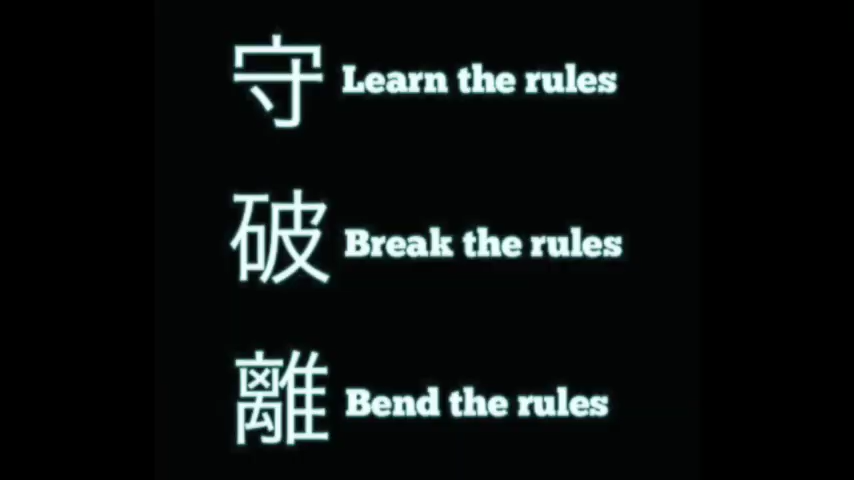 守 Learn the rules
破 Break the rules
離 Bend the rules